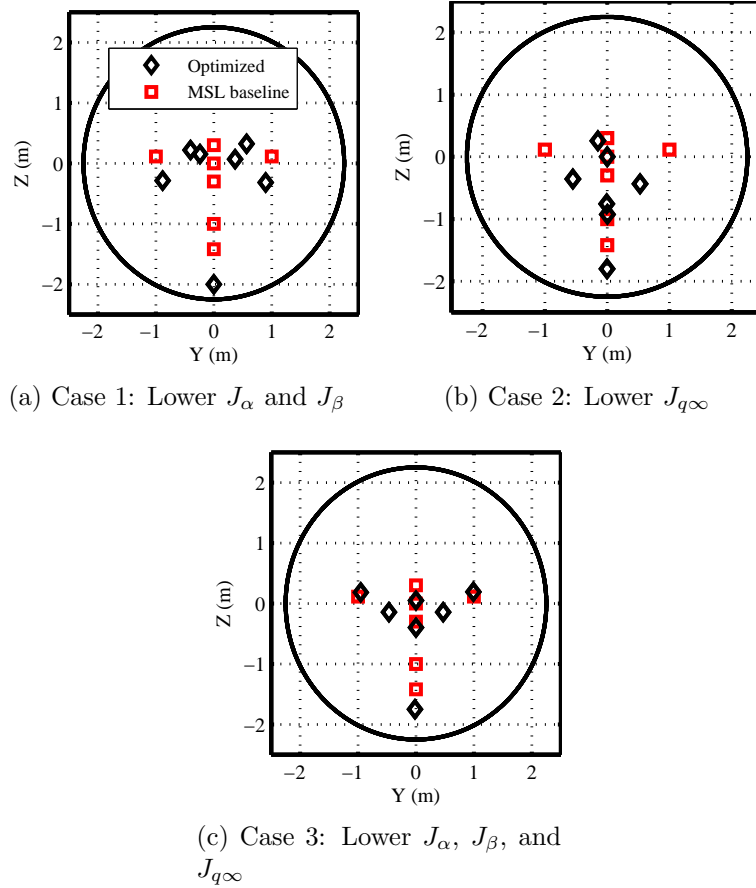 2
1
0
−1
−2
Z (m)
−2 −1 0 1 2
Y (m)
Optimized
MSL baseline
(a) Case 1: Lower Jα and Jβ
2
1
0
−1
−2
Z (m)
−2 −1 0 1 2
Y (m)
(b) Case 2: Lower Jq∞
2
1
0
−1
−2
Z (m)
−2 −1 0 1 2
Y (m)
(c) Case 3: Lower Jα, Jβ, and
Jq∞